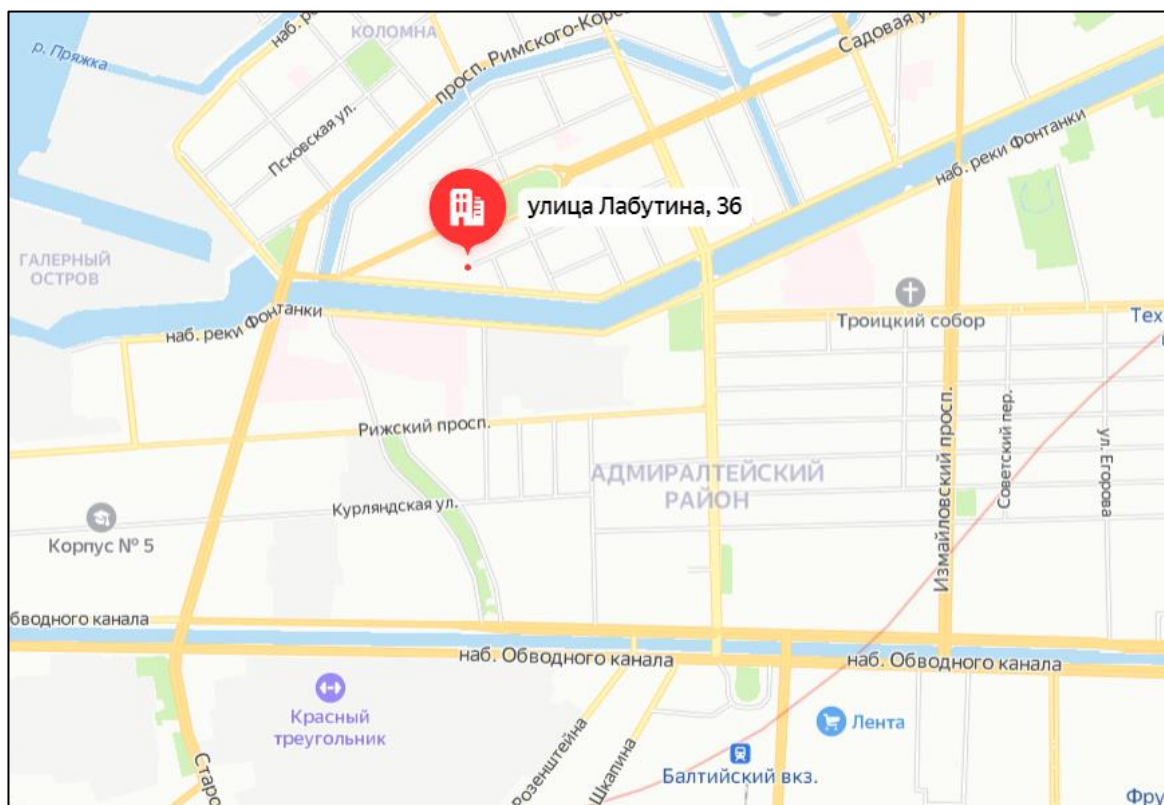 р. Пряжка
наб. ре
КОЛОМНА
просп. Римского-Корс
Садовая ул.
Псковская ул.
наб. реки Фонтанки
улица Лабутина, 36
ГАЛЕРНЫЙ
ОСТРОВ
наб. реки Фонтанки
Троицкий собор
Тех
и
Рижский просп.
Измайловский просп.
Советский пер.
ул. Егорова
АДМИРАЛТЕЙСКИЙ
РАЙОН
Курляндская ул.
Корпус № 5
бводного канала
наб. Обводного канала
наб. Обводного канала
Красный
треугольник
Лента
Розенштейна
Шкапина
Балтийский вкз.
Старо
Фру